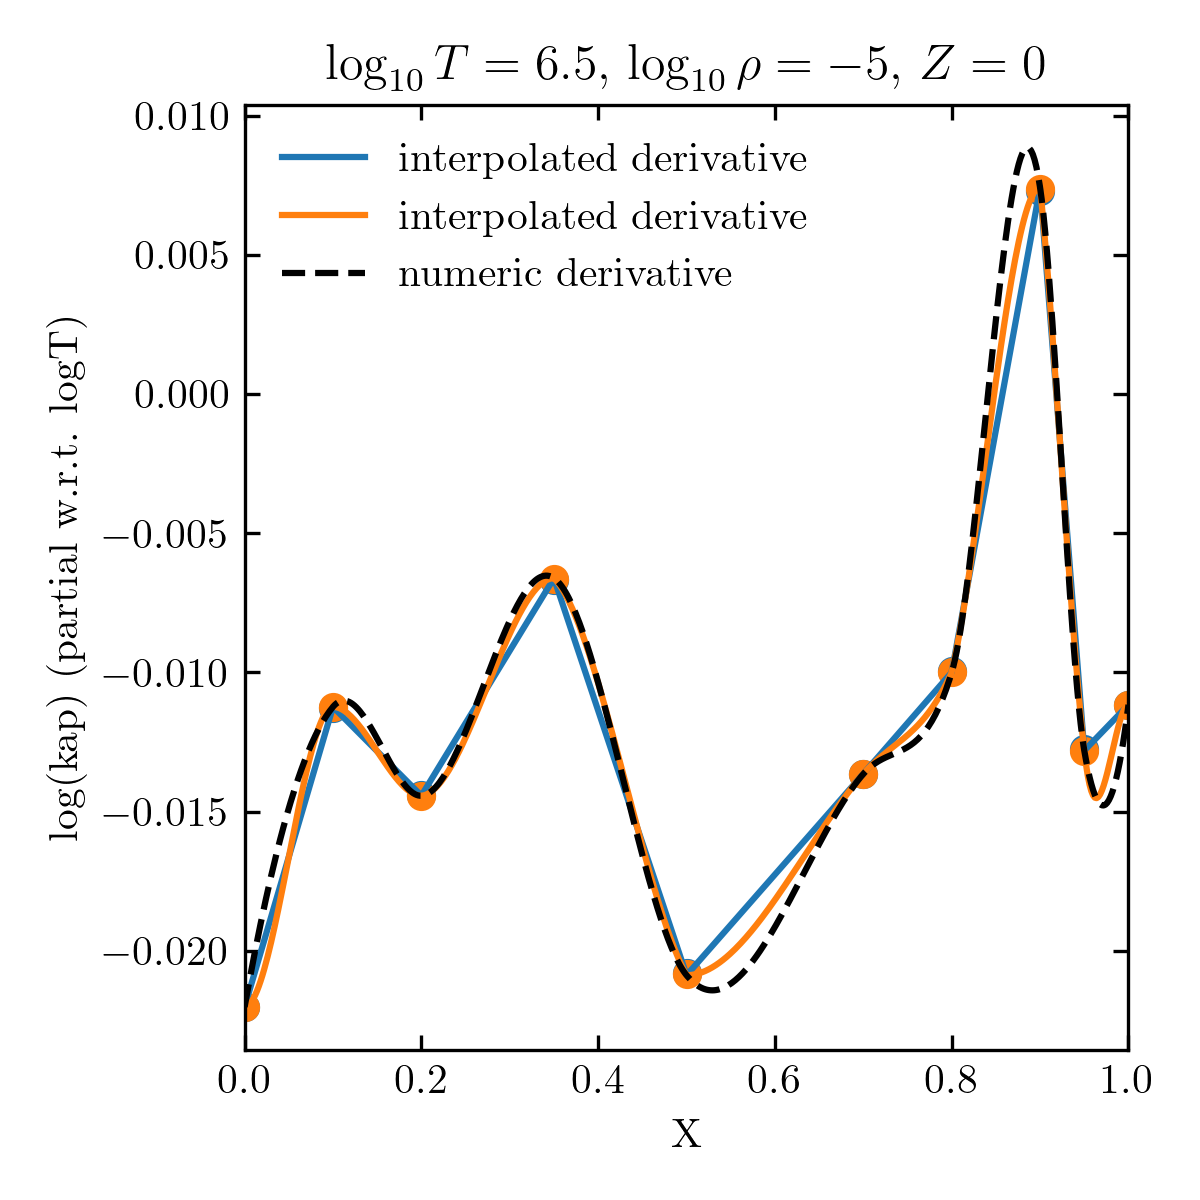 log₁₀ T = 6.5, log₁₀ ρ = −5, Z = 0
interpolated derivative
interpolated derivative
numeric derivative
log(kap) (partial w.r.t. logT)
0.010
0.005
0.000
−0.005
−0.010
−0.015
−0.020
0.0 0.2 0.4 0.6 0.8 1.0
X